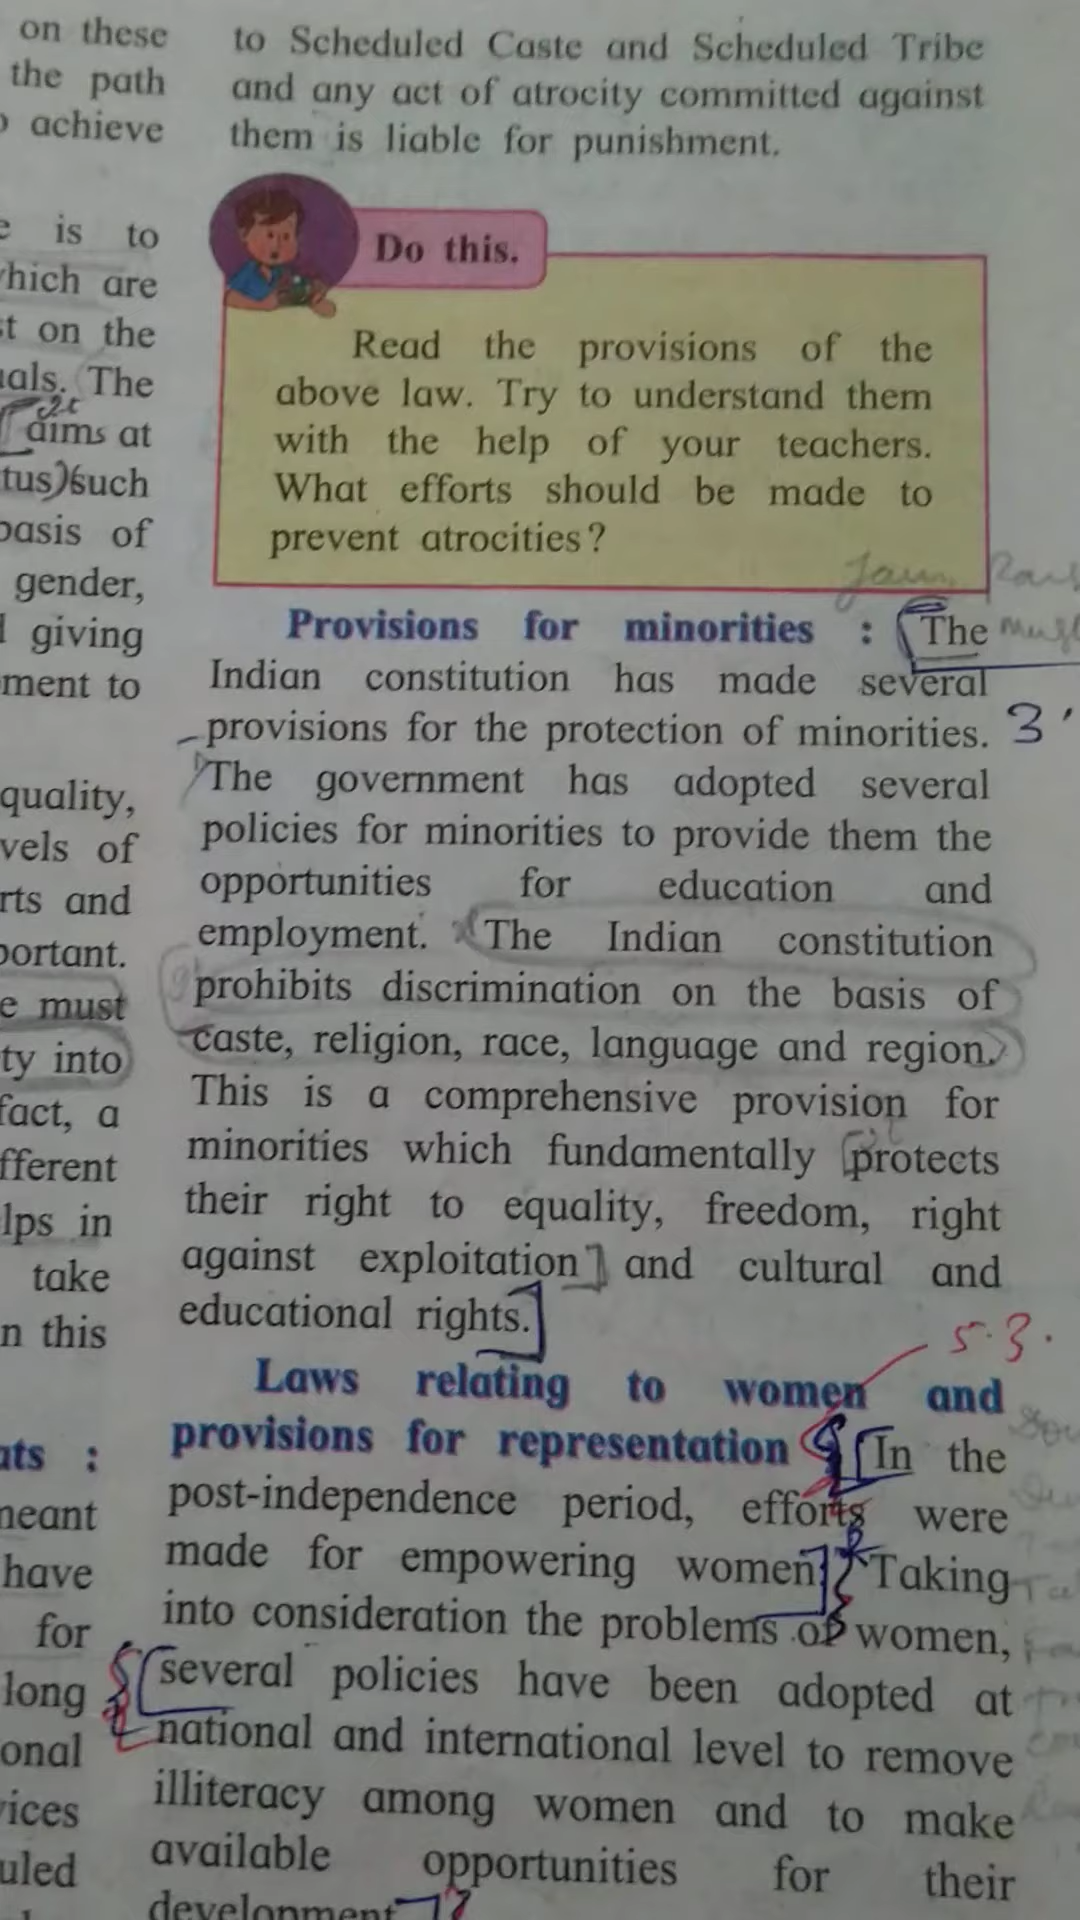 on these
the path
achieve
is to
which are
on the
The
aims at
such
basis of
gender,
giving
ment to
quality,
vels of
rts and
portant.
must
ty into
fact, a
fferent
lps in
take
n this
:
meant
have
for
long
onal
vices
uled
to Scheduled Caste and Scheduled Tribe
and any act of atrocity committed against
them is liable for punishment.
Do this.
Read the provisions of the
above law. Try to understand them
with the help of your teachers.
What efforts should be made to
prevent atrocities?
Provisions for minorities : The
Indian constitution has made several
provisions for the protection of minorities.
3
The government has adopted several
policies for minorities to provide them the
opportunities for education and
employment. The Indian constitution
prohibits discrimination on the basis of
caste, religion, race, language and region.
This is a comprehensive provision for
minorities which fundamentally protects
their right to equality, freedom, right
against exploitation and cultural and
educational rights.
5.3.
Laws relating to women and
provisions for representation In the
post-independence period, efforts were
made for empowering women. Taking
into consideration the problems of women,
several policies have been adopted at
national and international level to remove
illiteracy among women and to make
available opportunities for their
development